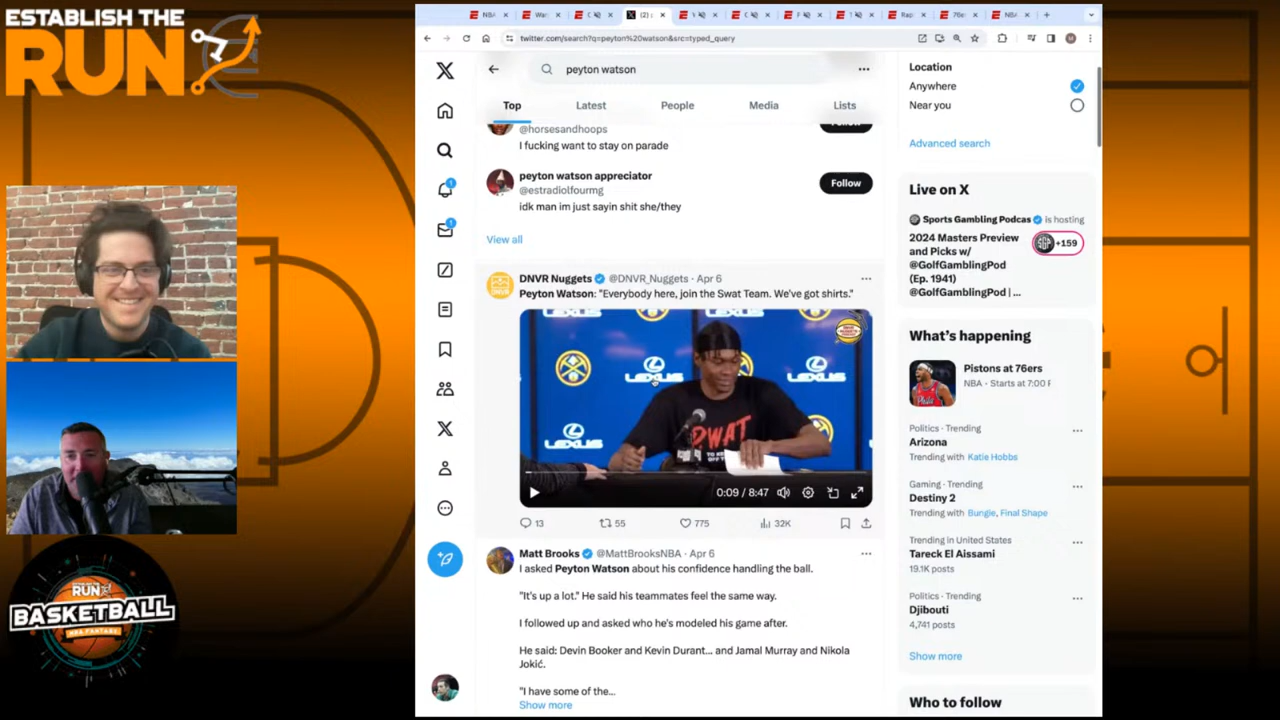 ESTABLISH THE
RUN
NBA
twitter.com/search?q=peyton%20watson&src=typed_query
peyton watson
Top
Latest
People
Media
Lists
@horsesandhoops
I fucking want to stay on parade
peyton watson appreciator
@estradiolfourmg
Follow
idk man im just sayin shit she/they
View all
DNVR Nuggets @DNVR_Nuggets · Apr 6
Peyton Watson: "Everybody here, join the Swat Team. We've got shirts."
LEXUS
LEXUS
LEXUS
SWAT
0:09 / 8:47
13
55
775
32K
Matt Brooks @MattBrooksNBA · Apr 6
I asked Peyton Watson about his confidence handling the ball.
"It's up a lot." He said his teammates feel the same way.
I followed up and asked who he's modeled his game after.
He said: Devin Booker and Kevin Durant... and Jamal Murray and Nikola
Jokić.
"I have some of the...
Show more
Location
Anywhere
Near you
Advanced search
Live on X
Sports Gambling Podcas is hosting
2024 Masters Preview
and Picks w/
@GolfGamblingPod
(Ep. 1941)
@GolfGamblingPod | ...
SGP +159
What's happening
Pistons at 76ers
NBA · Starts at 7:00 P
Politics · Trending
Arizona
Trending with Katie Hobbs
Gaming · Trending
Destiny 2
Trending with Bungie, Final Shape
Trending in United States
Tareck El Aissami
19.1K posts
Politics · Trending
Djibouti
4,741 posts
Show more
Who to follow
ESTABLISH THE
RUN
BASKETBALL
NBA FANTASY